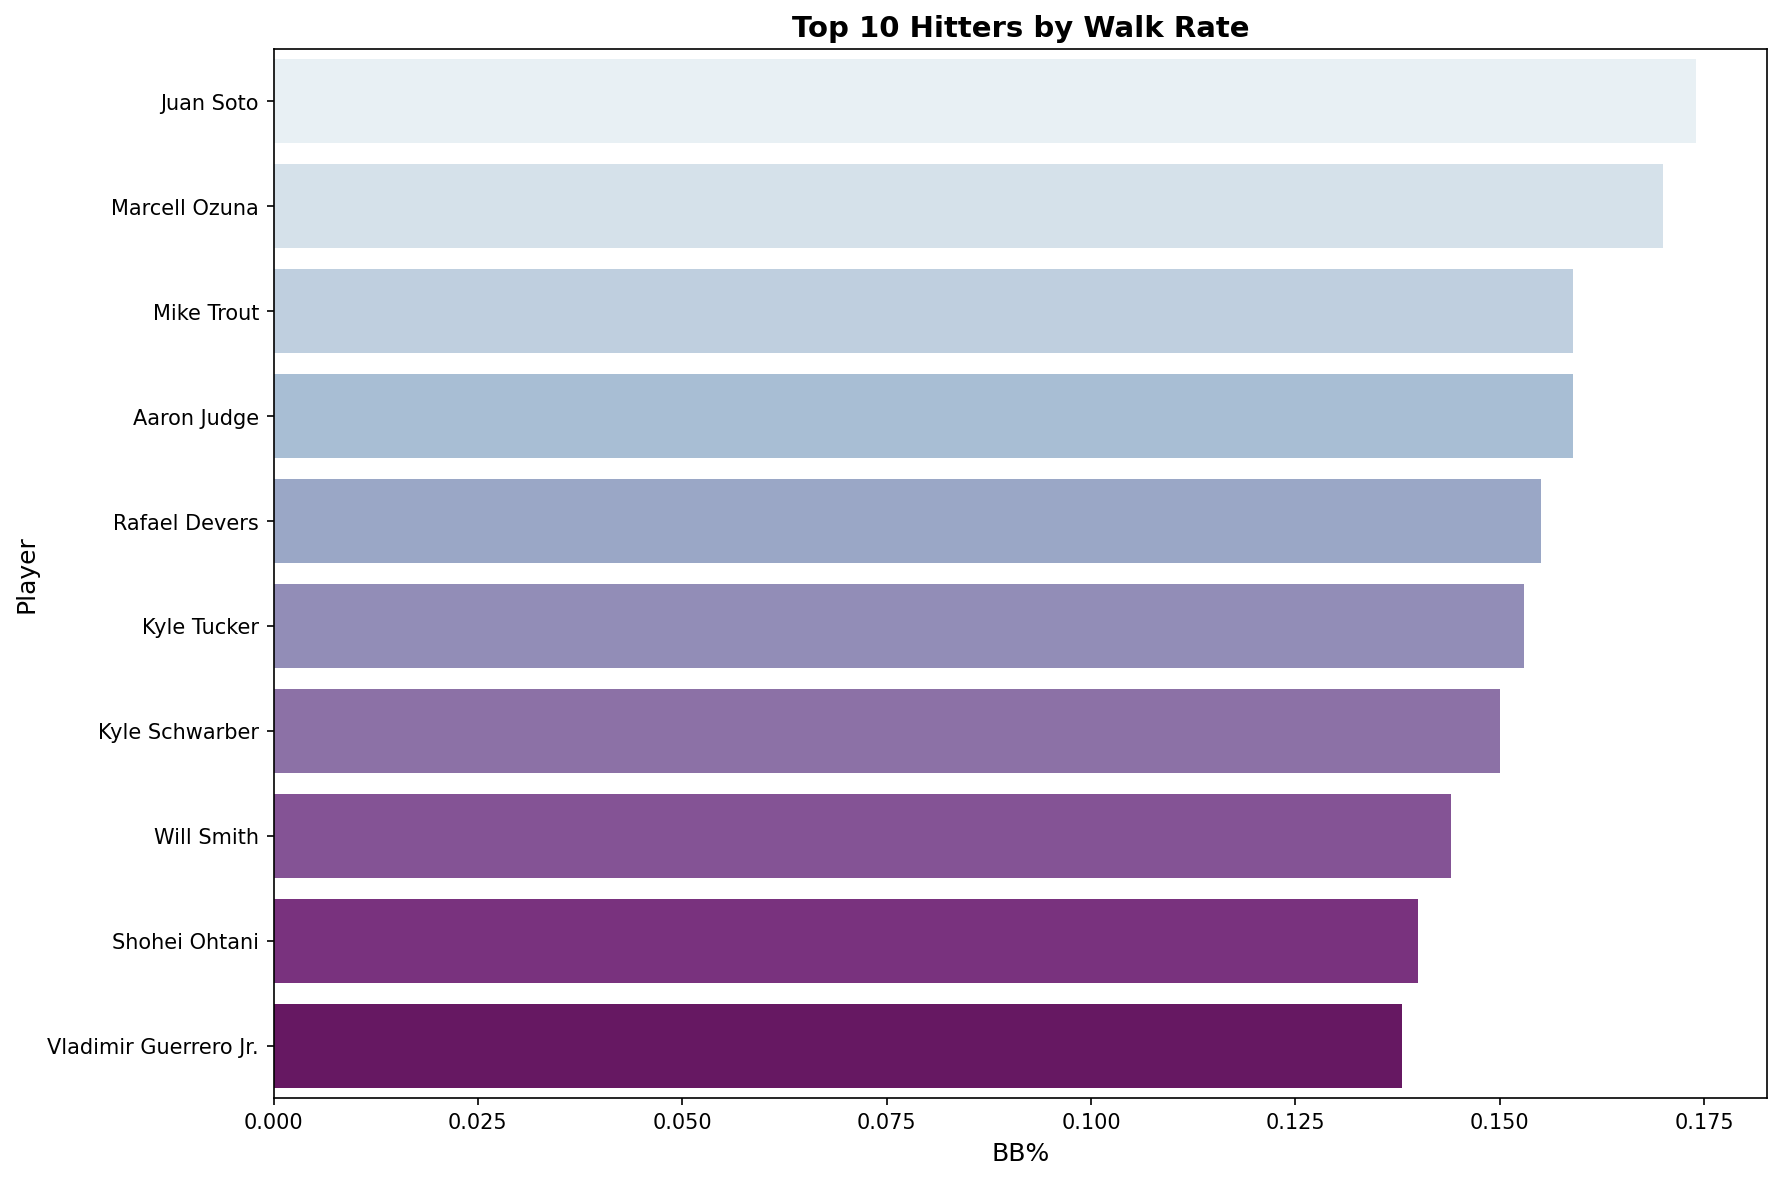 Top 10 Hitters by Walk Rate
Juan Soto
Marcell Ozuna
Mike Trout
Aaron Judge
Rafael Devers
Kyle Tucker
Kyle Schwarber
Will Smith
Shohei Ohtani
Vladimir Guerrero Jr.
Player
0.000 0.025 0.050 0.075 0.100 0.125 0.150 0.175
BB%